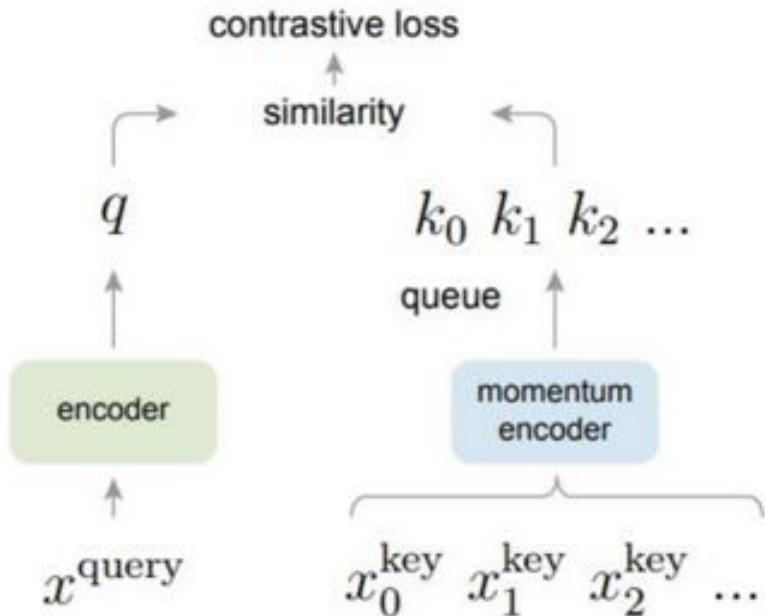 contrastive loss
similarity
q k₀ k₁ k₂ ...
queue
encoder
momentum
encoder
x^query
x₀^key x₁^key x₂^key ...